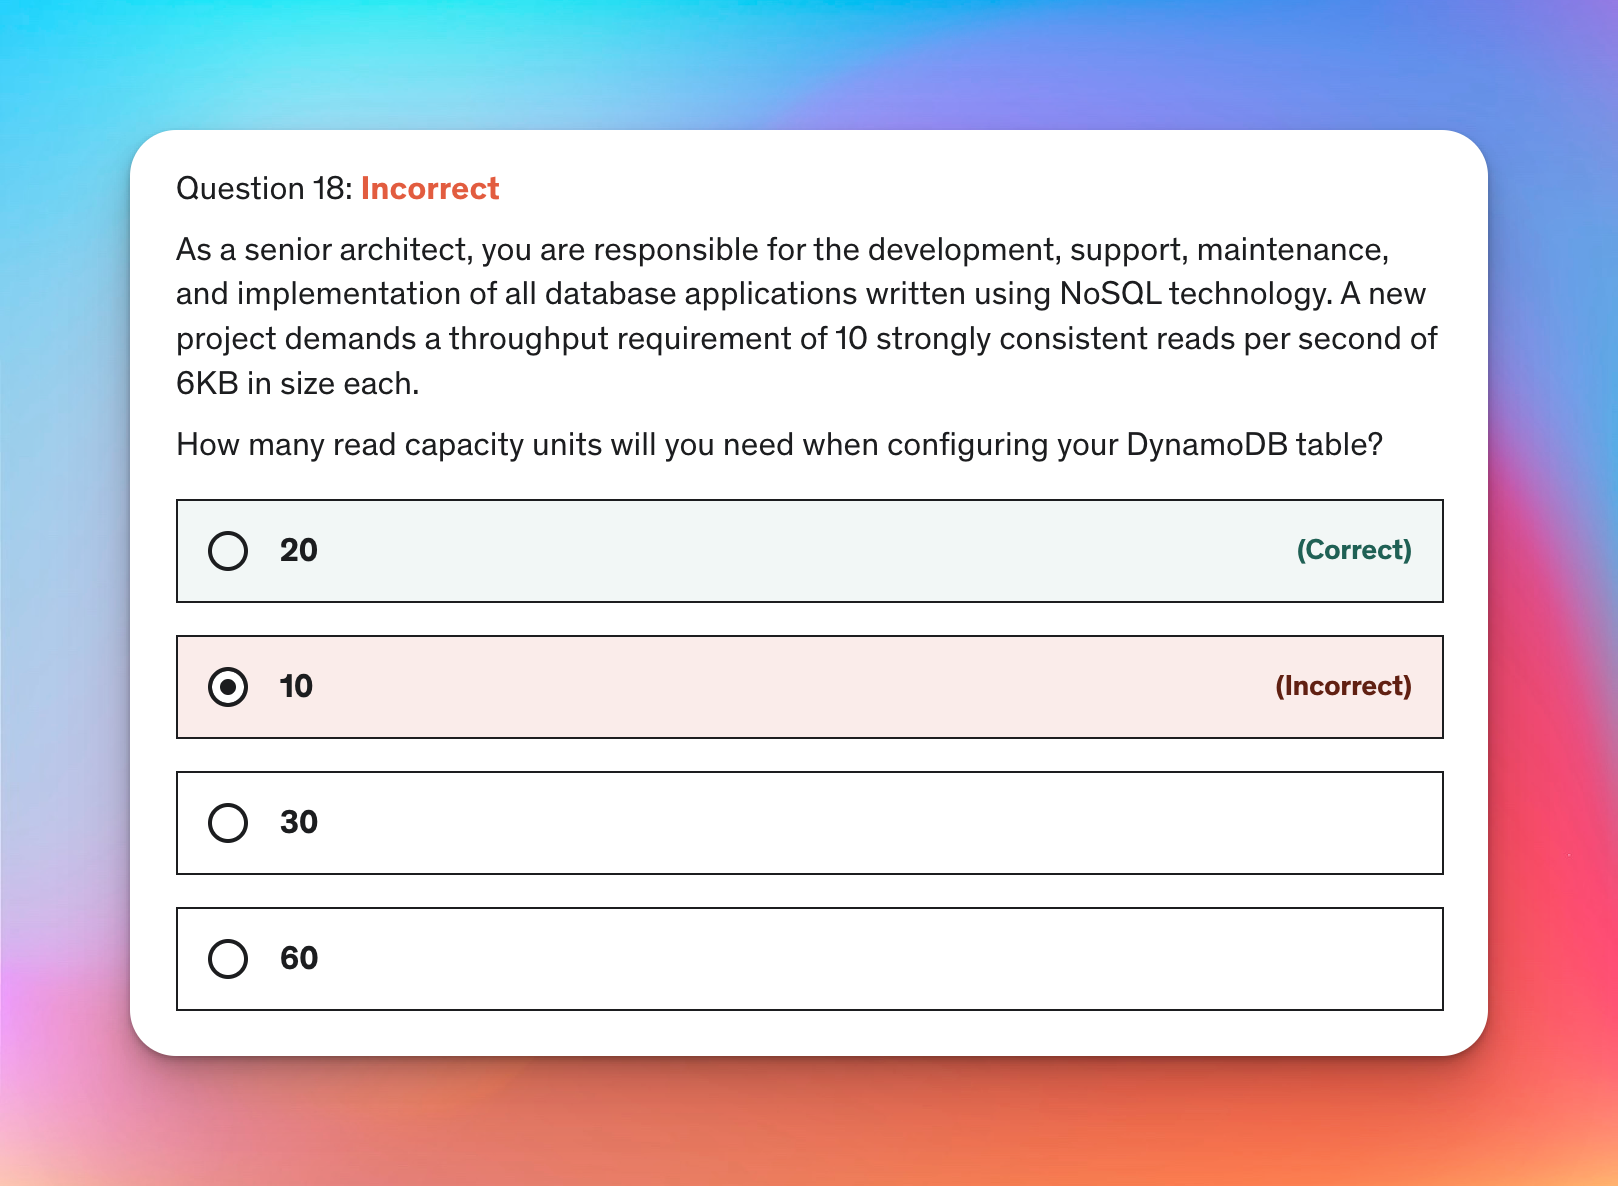 Question 18: Incorrect
As a senior architect, you are responsible for the development, support, maintenance,
and implementation of all database applications written using NoSQL technology. A new
project demands a throughput requirement of 10 strongly consistent reads per second of
6KB in size each.
How many read capacity units will you need when configuring your DynamoDB table?
20 (Correct)
10 (Incorrect)
30
60